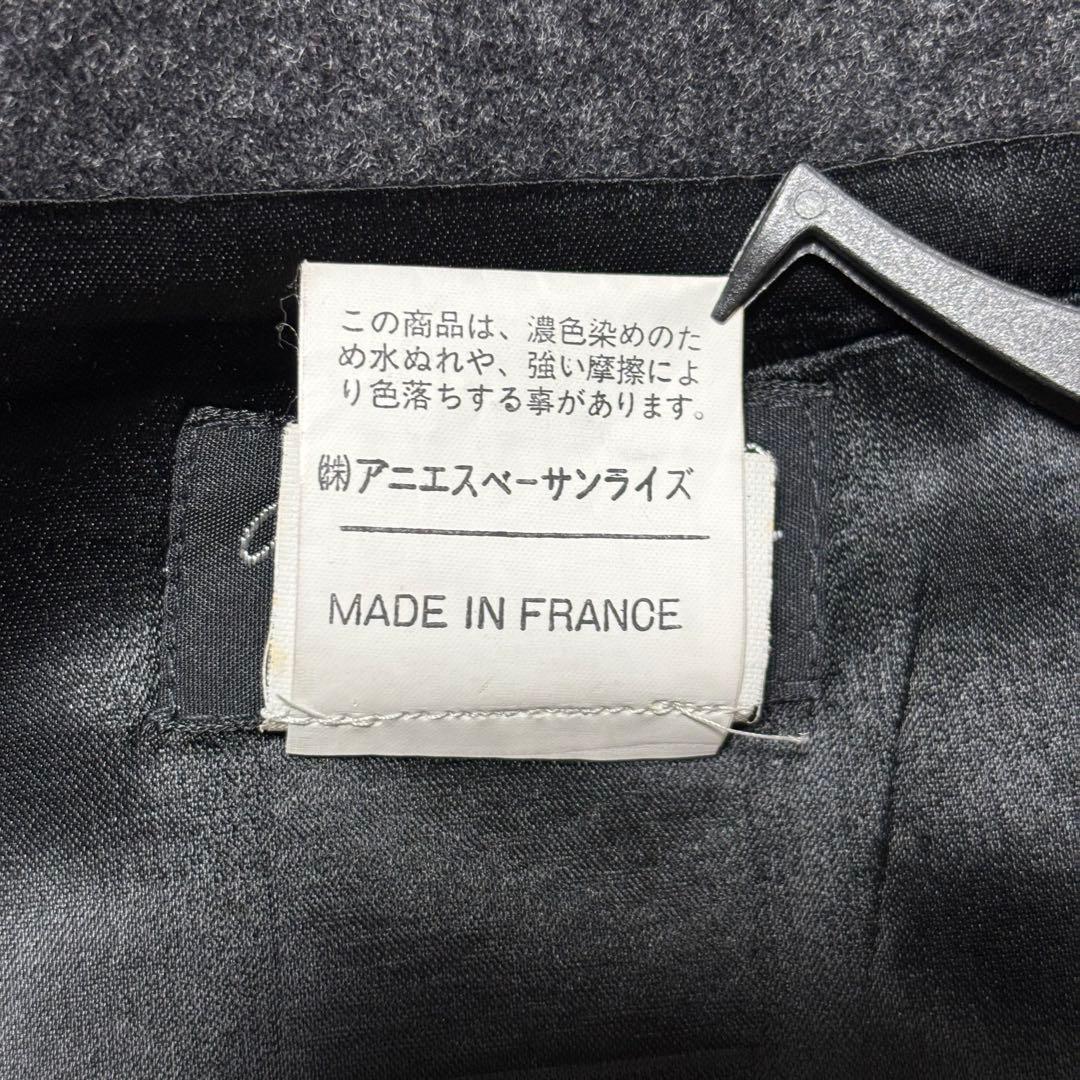 この商品は、濃色染めのた
め水ぬれや、強い摩擦によ
り色落ちする事があります。
㈱アニエスベーサンライズ
MADE IN FRANCE